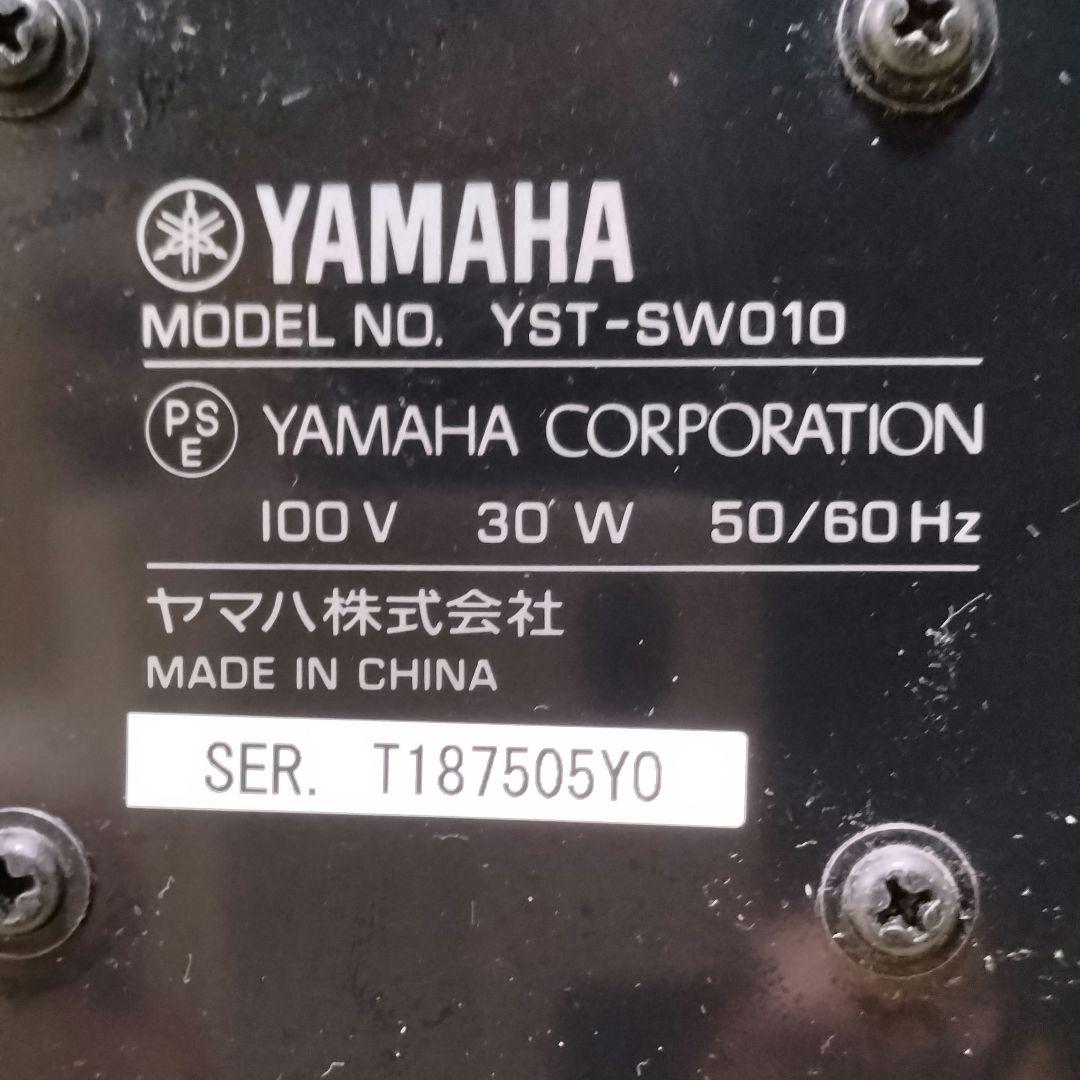 YAMAHA
MODEL NO. YST-SW010
PSE YAMAHA CORPORATION
100V 30W 50/60Hz
ヤマハ株式会社
MADE IN CHINA
SER. T187505Y0